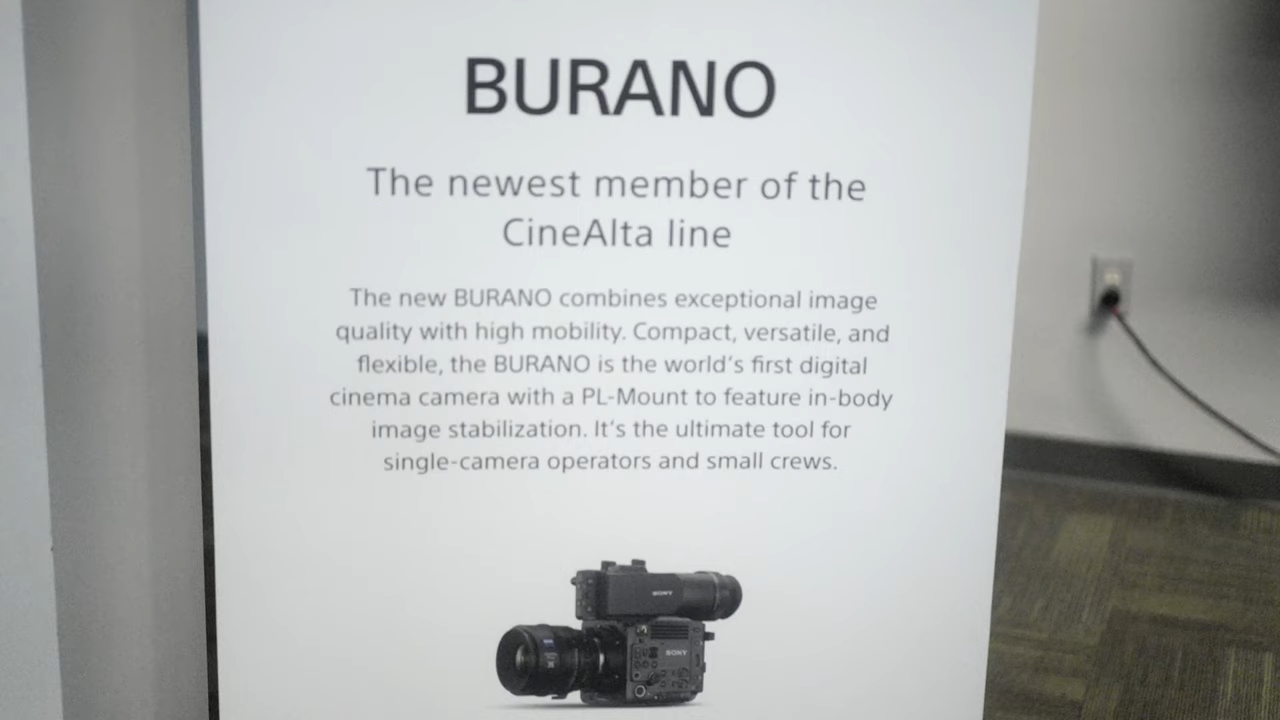 BURANO
The newest member of the
CineAlta line
The new BURANO combines exceptional image
quality with high mobility. Compact, versatile, and
flexible, the BURANO is the world's first digital
cinema camera with a PL-Mount to feature in-body
image stabilization. It's the ultimate tool for
single-camera operators and small crews.
SONY
SONY